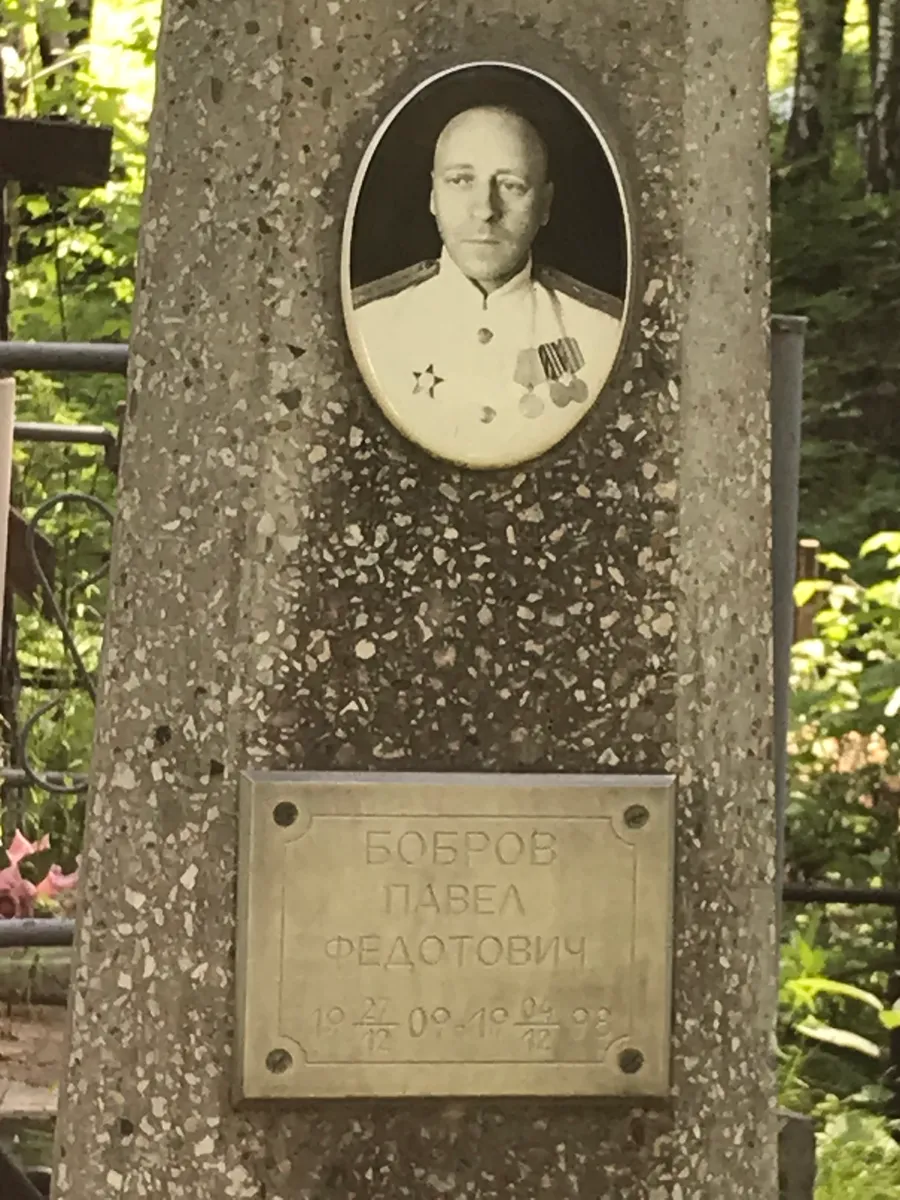 БОБРОВ
ПАВЕЛ
ФЕДОТОВИЧ
19 27/12 09-19 04/12 98